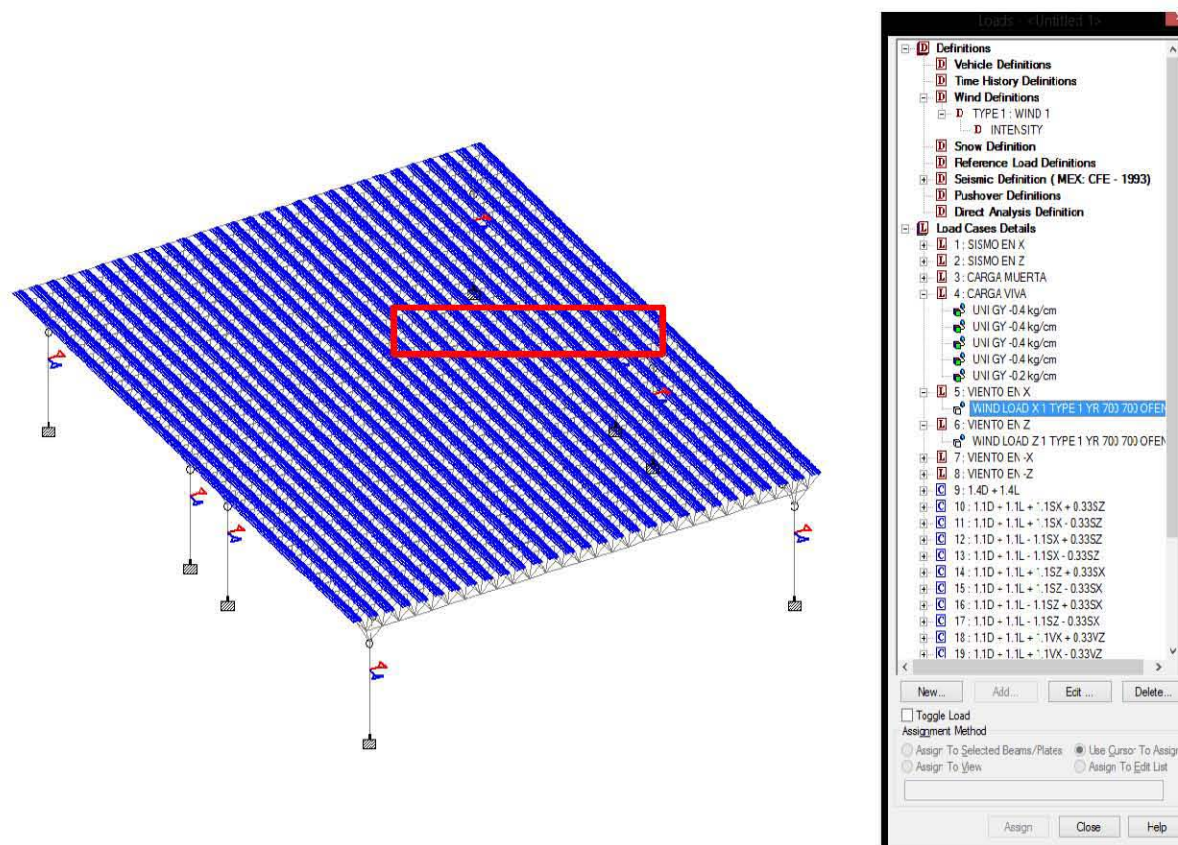 Loads - <Untitled 1>
Definitions
Vehicle Definitions
Time History Definitions
Wind Definitions
TYPE 1 : WIND 1
INTENSITY
Snow Definition
Reference Load Definitions
Seismic Definition ( MEX: CFE - 1993)
Pushover Definitions
Direct Analysis Definition
Load Cases Details
1 : SISMO EN X
2 : SISMO EN Z
3 : CARGA MUERTA
4 : CARGA VIVA
UNI GY -0.4 kg/cm
UNI GY -0.4 kg/cm
UNI GY -0.4 kg/cm
UNI GY -0.4 kg/cm
UNI GY -0.2 kg/cm
5 : VIENTO EN X
WIND LOAD X 1 TYPE 1 YR 700 700 OPEN
6 : VIENTO EN Z
WIND LOAD Z 1 TYPE 1 YR 700 700 OPEN
7 : VIENTO EN -X
8 : VIENTO EN -Z
9 : 1.4D + 1.4L
10 : 1.1D + 1.1L + 1.1SX + 0.33SZ
11 : 1.1D + 1.1L + 1.1SX - 0.33SZ
12 : 1.1D + 1.1L - 1.1SX + 0.33SZ
13 : 1.1D + 1.1L - 1.1SX - 0.33SZ
14 : 1.1D + 1.1L + 1.1SZ + 0.33SX
15 : 1.1D + 1.1L + 1.1SZ - 0.33SX
16 : 1.1D + 1.1L - 1.1SZ + 0.33SX
17 : 1.1D + 1.1L - 1.1SZ - 0.33SX
18 : 1.1D + 1.1L + 1.1VX + 0.33VZ
19 : 1.1D + 1.1L + 1.1VX - 0.33VZ
New... Add... Edit ... Delete...
Toggle Load
Assignment Method
Assign To Selected Beams/Plates Use Cursor To Assign
Assign To View Assign To Edit List
Assign Close Help